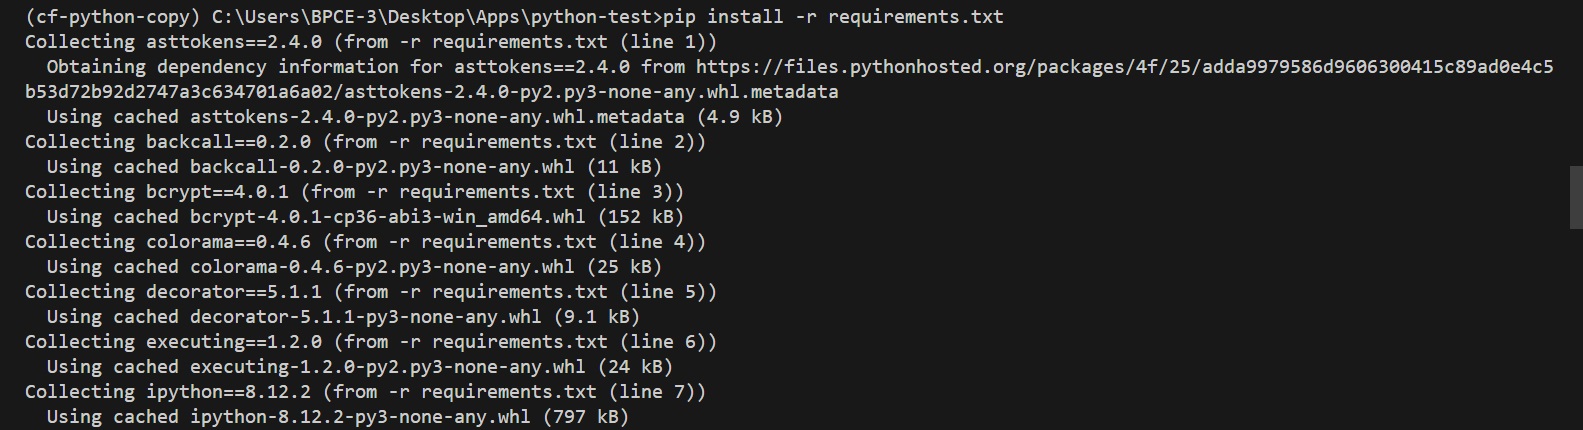 (cf-python-copy) C:\Users\BPCE-3\Desktop\Apps\python-test>pip install -r requirements.txt
Collecting asttokens==2.4.0 (from -r requirements.txt (line 1))
  Obtaining dependency information for asttokens==2.4.0 from https://files.pythonhosted.org/packages/4f/25/adda9979586d9606300415c89ad0e4c5
b53d72b92d2747a3c634701a6a02/asttokens-2.4.0-py2.py3-none-any.whl.metadata
  Using cached asttokens-2.4.0-py2.py3-none-any.whl.metadata (4.9 kB)
Collecting backcall==0.2.0 (from -r requirements.txt (line 2))
  Using cached backcall-0.2.0-py2.py3-none-any.whl (11 kB)
Collecting bcrypt==4.0.1 (from -r requirements.txt (line 3))
  Using cached bcrypt-4.0.1-cp36-abi3-win_amd64.whl (152 kB)
Collecting colorama==0.4.6 (from -r requirements.txt (line 4))
  Using cached colorama-0.4.6-py2.py3-none-any.whl (25 kB)
Collecting decorator==5.1.1 (from -r requirements.txt (line 5))
  Using cached decorator-5.1.1-py3-none-any.whl (9.1 kB)
Collecting executing==1.2.0 (from -r requirements.txt (line 6))
  Using cached executing-1.2.0-py2.py3-none-any.whl (24 kB)
Collecting ipython==8.12.2 (from -r requirements.txt (line 7))
  Using cached ipython-8.12.2-py3-none-any.whl (797 kB)